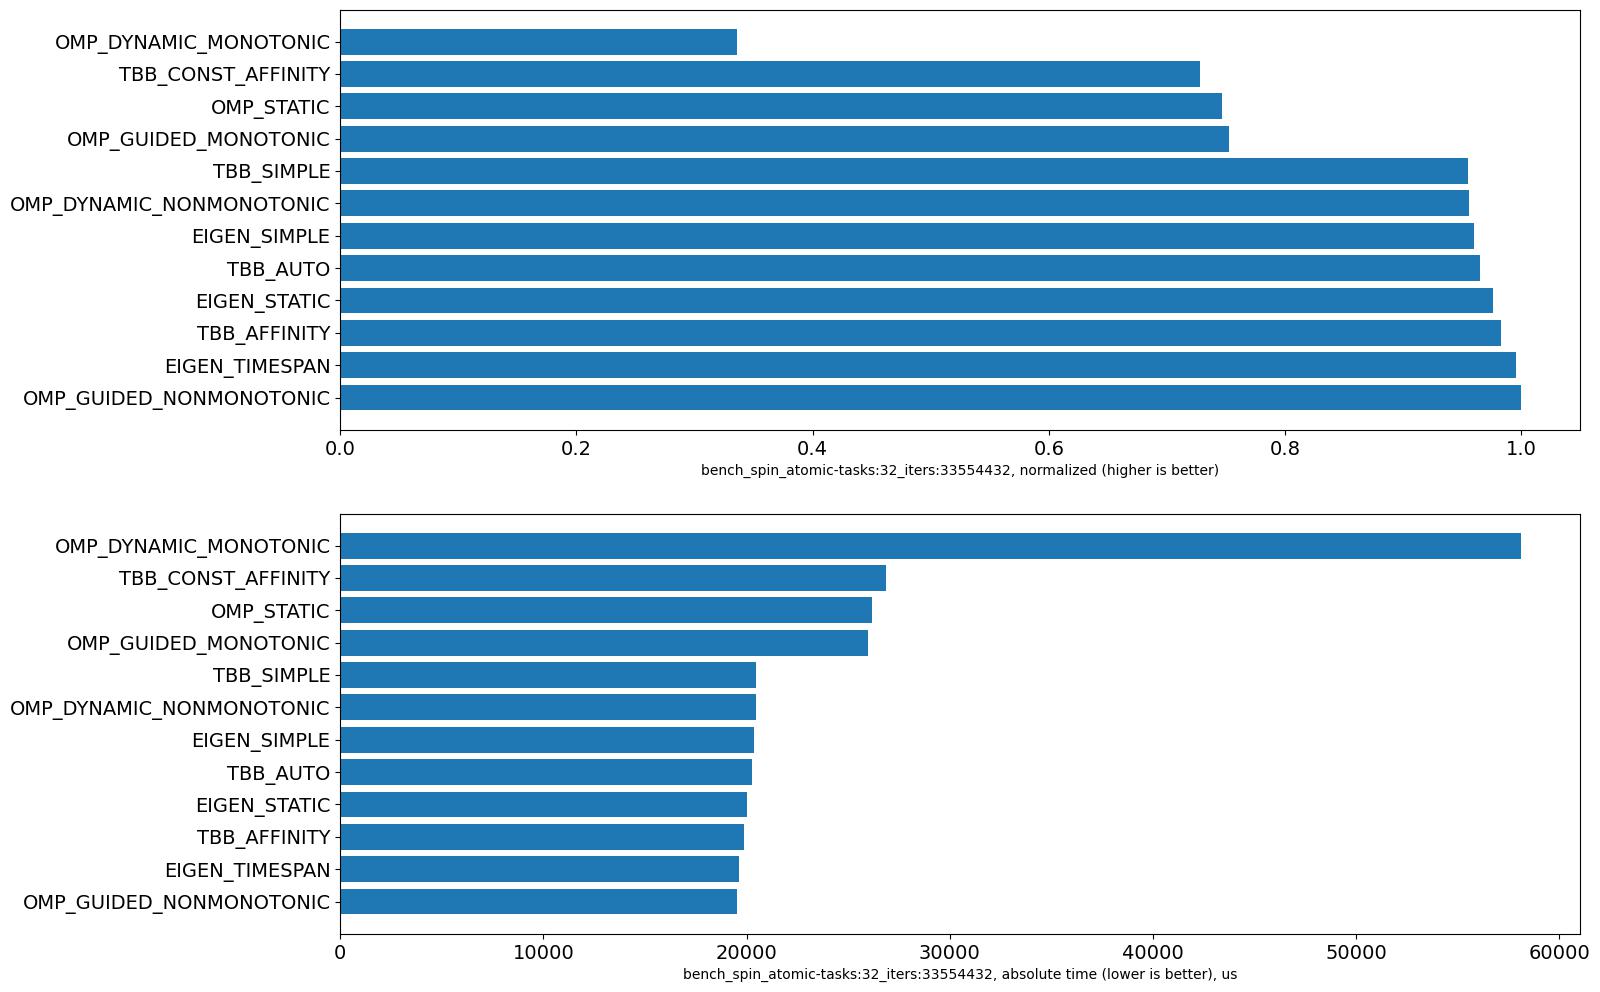 OMP_DYNAMIC_MONOTONIC
TBB_CONST_AFFINITY
OMP_STATIC
OMP_GUIDED_MONOTONIC
TBB_SIMPLE
OMP_DYNAMIC_NONMONOTONIC
EIGEN_SIMPLE
TBB_AUTO
EIGEN_STATIC
TBB_AFFINITY
EIGEN_TIMESPAN
OMP_GUIDED_NONMONOTONIC
0.0 0.2 0.4 0.6 0.8 1.0
bench_spin_atomic-tasks:32_iters:33554432, normalized (higher is better)
OMP_DYNAMIC_MONOTONIC
TBB_CONST_AFFINITY
OMP_STATIC
OMP_GUIDED_MONOTONIC
TBB_SIMPLE
OMP_DYNAMIC_NONMONOTONIC
EIGEN_SIMPLE
TBB_AUTO
EIGEN_STATIC
TBB_AFFINITY
EIGEN_TIMESPAN
OMP_GUIDED_NONMONOTONIC
0 10000 20000 30000 40000 50000 60000
bench_spin_atomic-tasks:32_iters:33554432, absolute time (lower is better), us